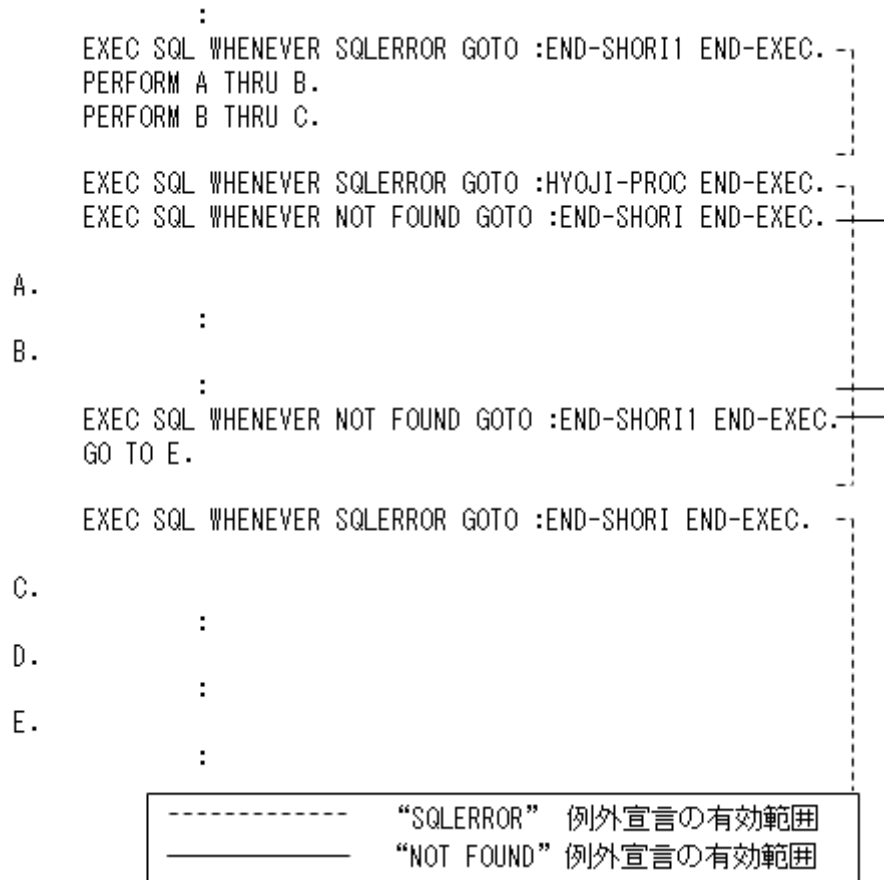 :
EXEC SQL WHENEVER SQLERROR GOTO :END-SHORI1 END-EXEC.
PERFORM A THRU B.
PERFORM B THRU C.
EXEC SQL WHENEVER SQLERROR GOTO :HYOJI-PROC END-EXEC.
EXEC SQL WHENEVER NOT FOUND GOTO :END-SHORI END-EXEC.
A.
:
B.
:
EXEC SQL WHENEVER NOT FOUND GOTO :END-SHORI1 END-EXEC.
GO TO E.
EXEC SQL WHENEVER SQLERROR GOTO :END-SHORI END-EXEC.
C.
:
D.
:
E.
:
“SQLERROR” 例外宣言の有効範囲
“NOT FOUND” 例外宣言の有効範囲